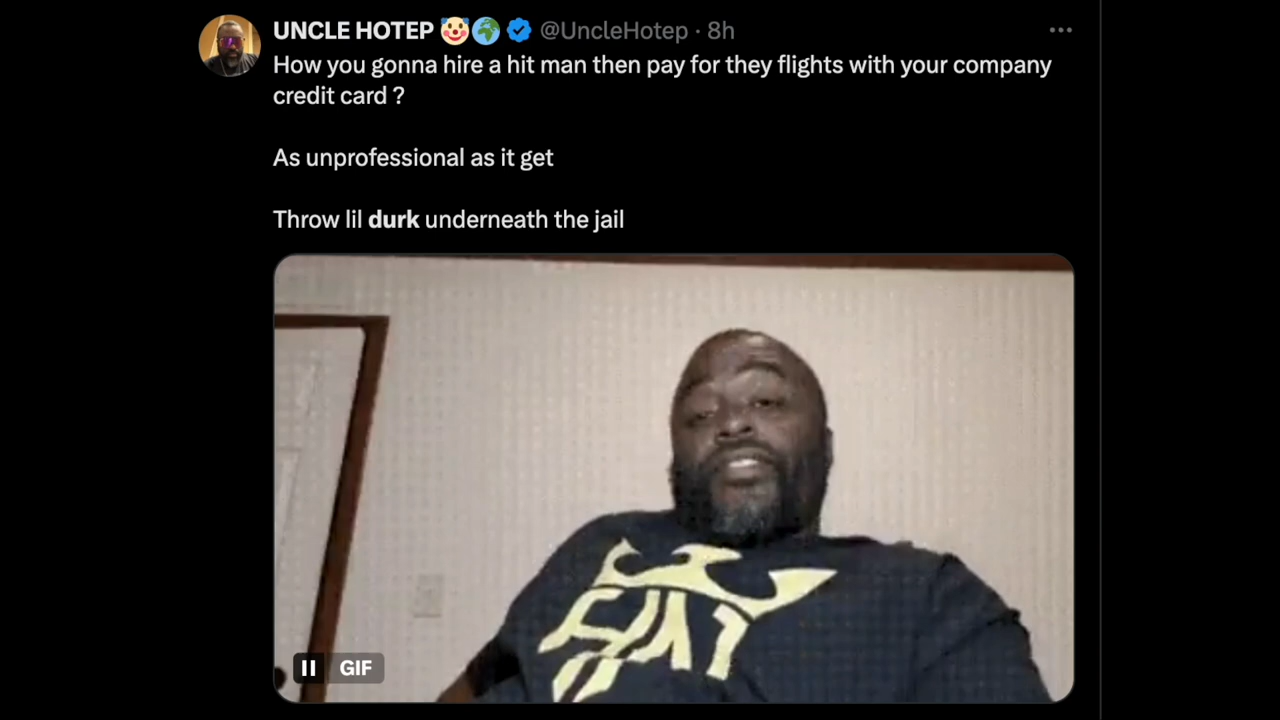 UNCLE HOTEP 🤡🌍 @UncleHotep · 8h
How you gonna hire a hit man then pay for they flights with your company
credit card ?
As unprofessional as it get
Throw lil durk underneath the jail
GIF